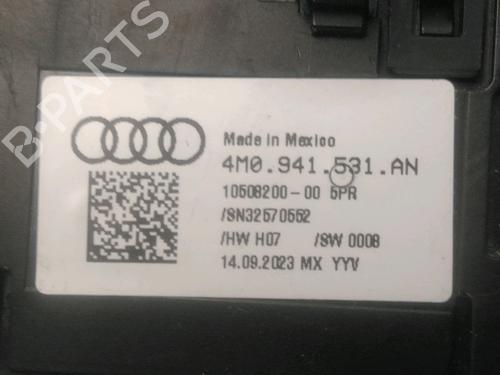 B-PARTS
Made in Mexico
4M0.941.531.AN
10508200-00 5PR
/SN32570552
/HW H07 /SW 0008
14.09.2023 MX YYV